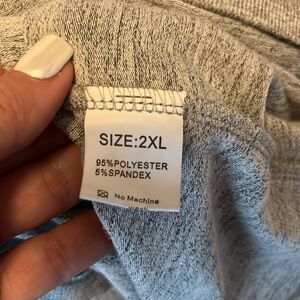 SIZE:2XL
95%POLYESTER
5%SPANDEX
No Machine